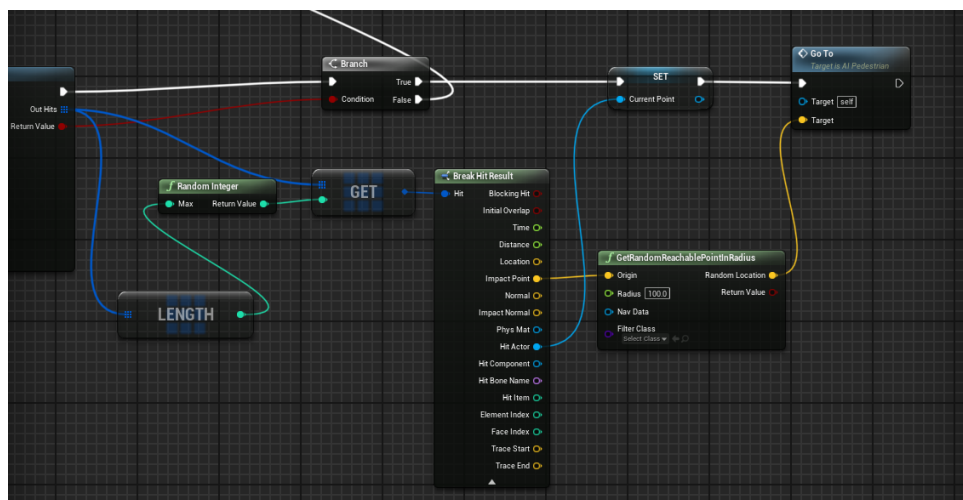 Out Hits
Return Value
Branch
True
Condition
False
SET
Current Point
Go To
Target is AI Pedestrian
Target self
Target
Random Integer
Max Return Value
GET
LENGTH
Break Hit Result
Hit Blocking Hit
Initial Overlap
Time
Distance
Location
Impact Point
Normal
Impact Normal
Phys Mat
Hit Actor
Hit Component
Hit Bone Name
Hit Item
Element Index
Face Index
Trace Start
Trace End
GetRandomReachablePointInRadius
Origin Random Location
Radius 100.0 Return Value
Nav Data
Filter Class
Select Class